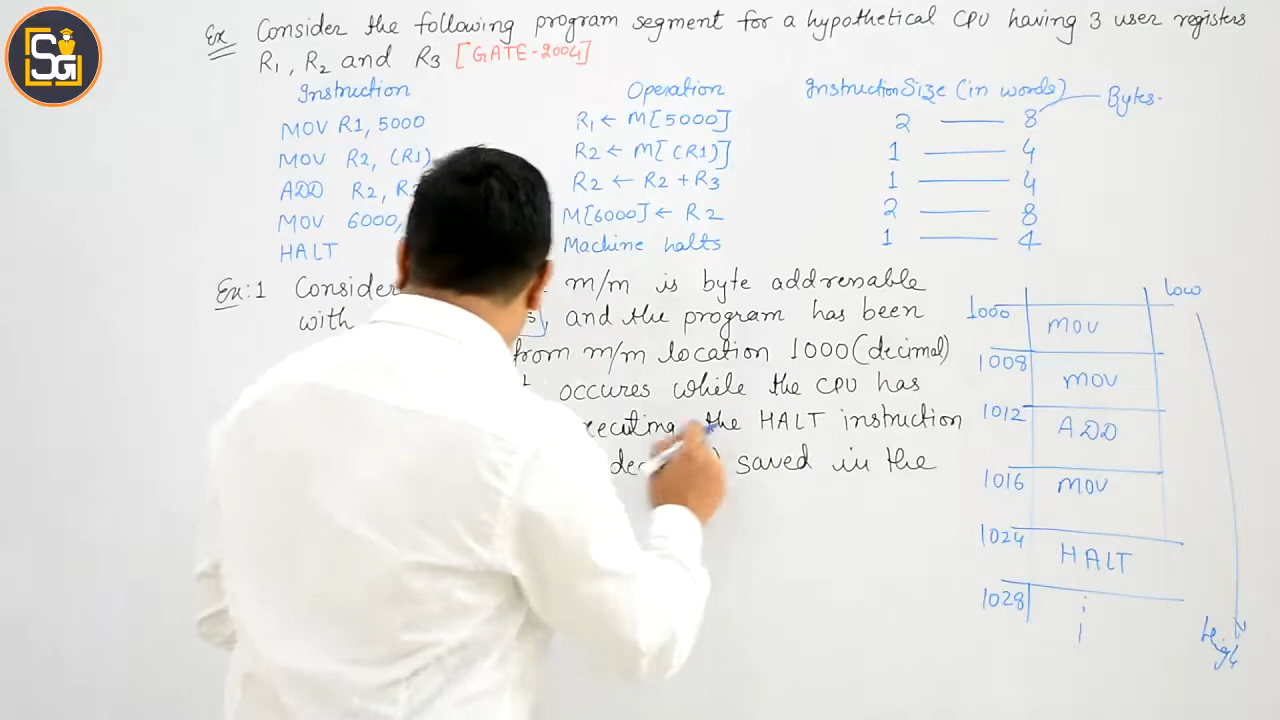 SG
Ex Consider the following program segment for a hypothetical CPU having 3 user registers
R1, R2 and R3 [GATE-2004]
Instruction Operation Instruction Size (in words) Bytes.
MOV R1, 5000 R1 ← M[5000] 2 — 8
MOV R2, (R1) R2 ← M[(R1)] 1 — 4
ADD R2, R2 ← R2 + R3 1 — 4
MOV 6000, M[6000] ← R2 2 — 8
HALT Machine halts 1 — 4
Ex:1 Consider m/m is byte addrenable
with and the program has been
from m/m location 1000(decimal)
occures while the CPU has
the HALT instruction
saved in the
low
1000 MOV
1008 MOV
1012 ADD
1016 MOV
1024 HALT
1028
High